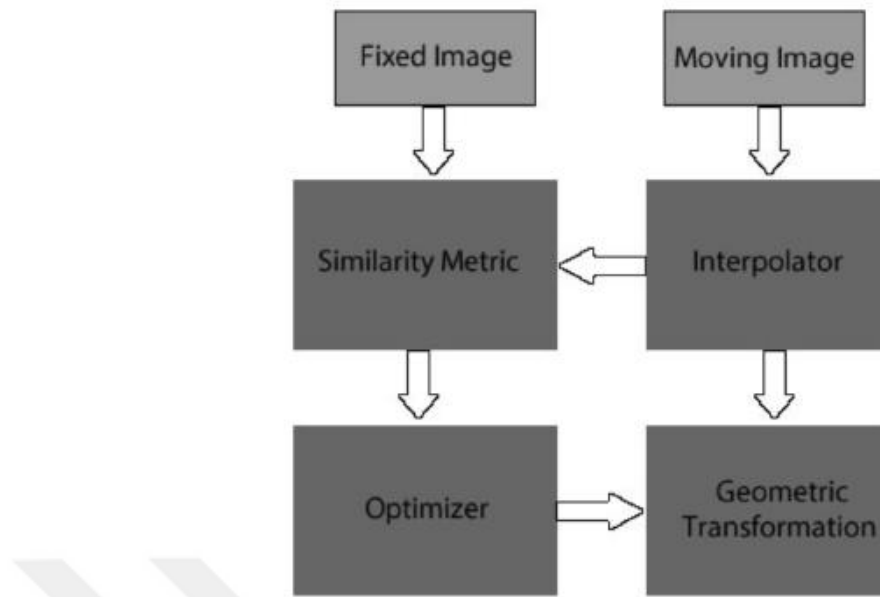 Fixed Image
Moving Image
Similarity Metric
Interpolator
Optimizer
Geometric
Transformation